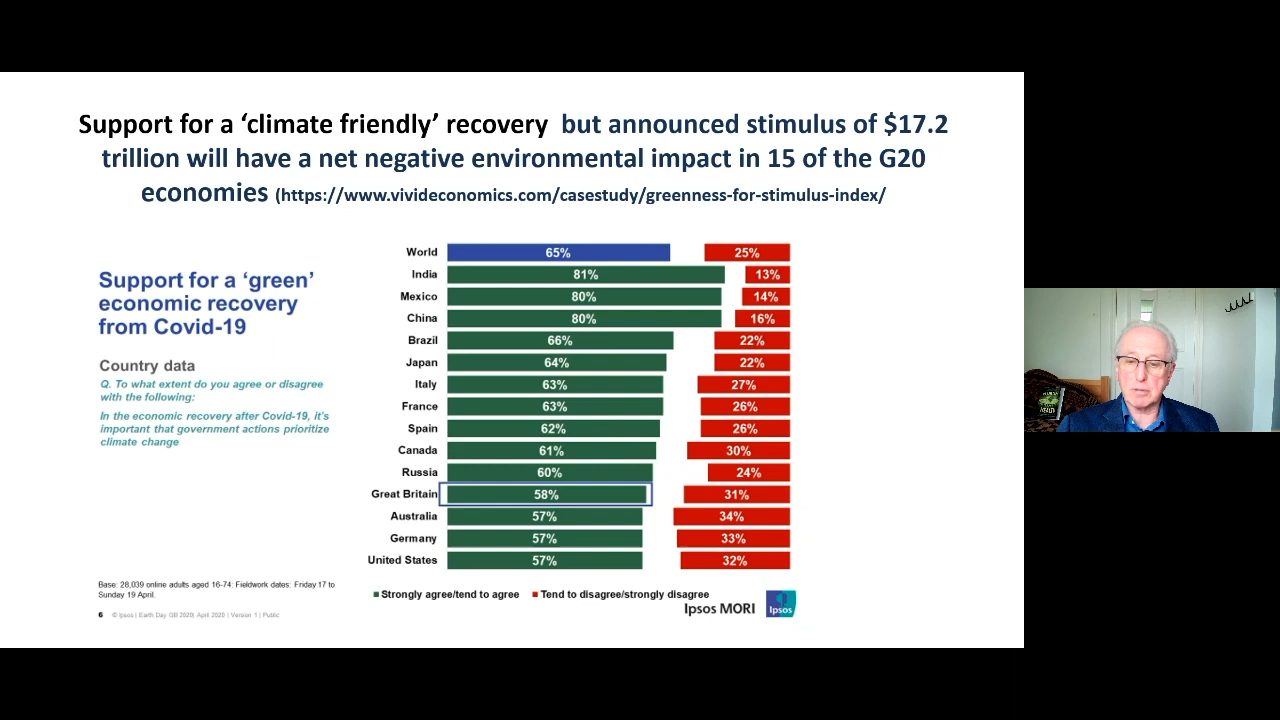 Support for a ‘climate friendly’ recovery but announced stimulus of $17.2
trillion will have a net negative environmental impact in 15 of the G20
economies (https://www.vivideconomics.com/casestudy/greenness-for-stimulus-index/
Support for a ‘green’
economic recovery
from Covid-19
Country data
Q. To what extent do you agree or disagree
with the following:
In the economic recovery after Covid-19, it's
important that government actions prioritize
climate change
World 65% 25%
India 81% 13%
Mexico 80% 14%
China 80% 16%
Brazil 66% 22%
Japan 64% 22%
Italy 63% 27%
France 63% 26%
Spain 62% 26%
Canada 61% 30%
Russia 60% 24%
Great Britain 58% 31%
Australia 57% 34%
Germany 57% 33%
United States 57% 32%
Strongly agree/tend to agree Tend to disagree/strongly disagree
Base: 28,039 online adults aged 16-74: Fieldwork dates: Friday 17 to
Sunday 19 April.
6 © Ipsos | Earth Day GB 2020| April 2020 | Version 1 | Public
Ipsos MORI Ipsos